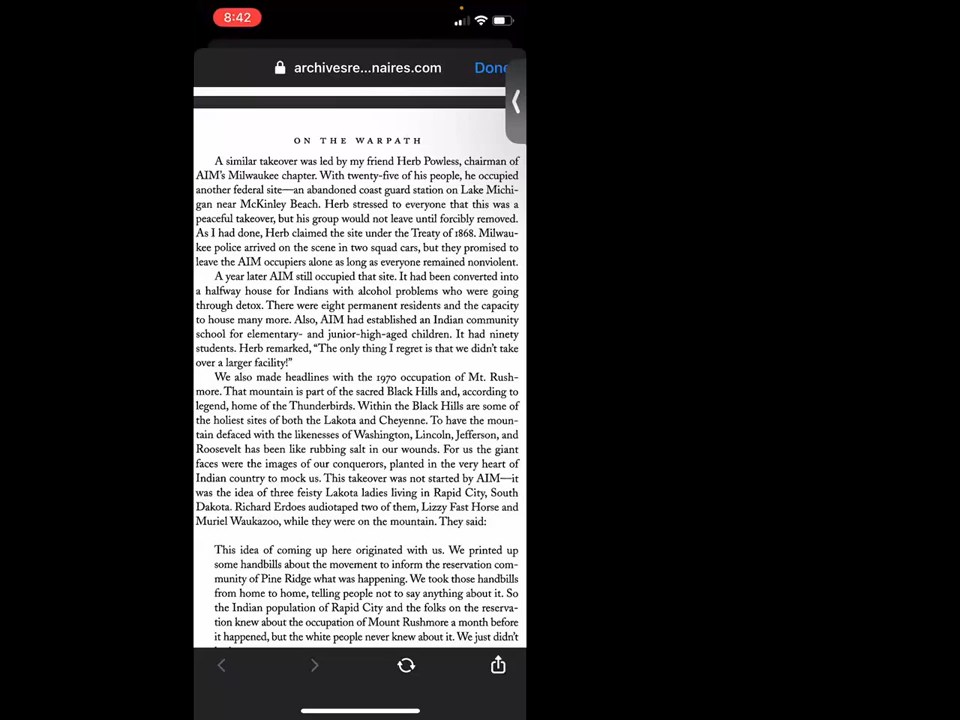 8:42
archivesre...naires.com
Done
ON THE WARPATH
A similar takeover was led by my friend Herb Powless, chairman of
AIM's Milwaukee chapter. With twenty-five of his people, he occupied
another federal site—an abandoned coast guard station on Lake Michi-
gan near McKinley Beach. Herb stressed to everyone that this was a
peaceful takeover, but his group would not leave until forcibly removed.
As I had done, Herb claimed the site under the Treaty of 1868. Milwau-
kee police arrived on the scene in two squad cars, but they promised to
leave the AIM occupiers alone as long as everyone remained nonviolent.
A year later AIM still occupied that site. It had been converted into
a halfway house for Indians with alcohol problems who were going
through detox. There were eight permanent residents and the capacity
to house many more. Also, AIM had established an Indian community
school for elementary- and junior-high-aged children. It had ninety
students. Herb remarked, "The only thing I regret is that we didn't take
over a larger facility!"
We also made headlines with the 1970 occupation of Mt. Rush-
more. That mountain is part of the sacred Black Hills and, according to
legend, home of the Thunderbirds. Within the Black Hills are some of
the holiest sites of both the Lakota and Cheyenne. To have the moun-
tain defaced with the likenesses of Washington, Lincoln, Jefferson, and
Roosevelt has been like rubbing salt in our wounds. For us the giant
faces were the images of our conquerors, planted in the very heart of
Indian country to mock us. This takeover was not started by AIM—it
was the idea of three feisty Lakota ladies living in Rapid City, South
Dakota. Richard Erdoes audiotaped two of them, Lizzy Fast Horse and
Muriel Waukazoo, while they were on the mountain. They said:
This idea of coming up here originated with us. We printed up
some handbills about the movement to inform the reservation com-
munity of Pine Ridge what was happening. We took those handbills
from home to home, telling people not to say anything about it. So
the Indian population of Rapid City and the folks on the reserva-
tion knew about the occupation of Mount Rushmore a month before
it happened, but the white people never knew about it. We just didn't